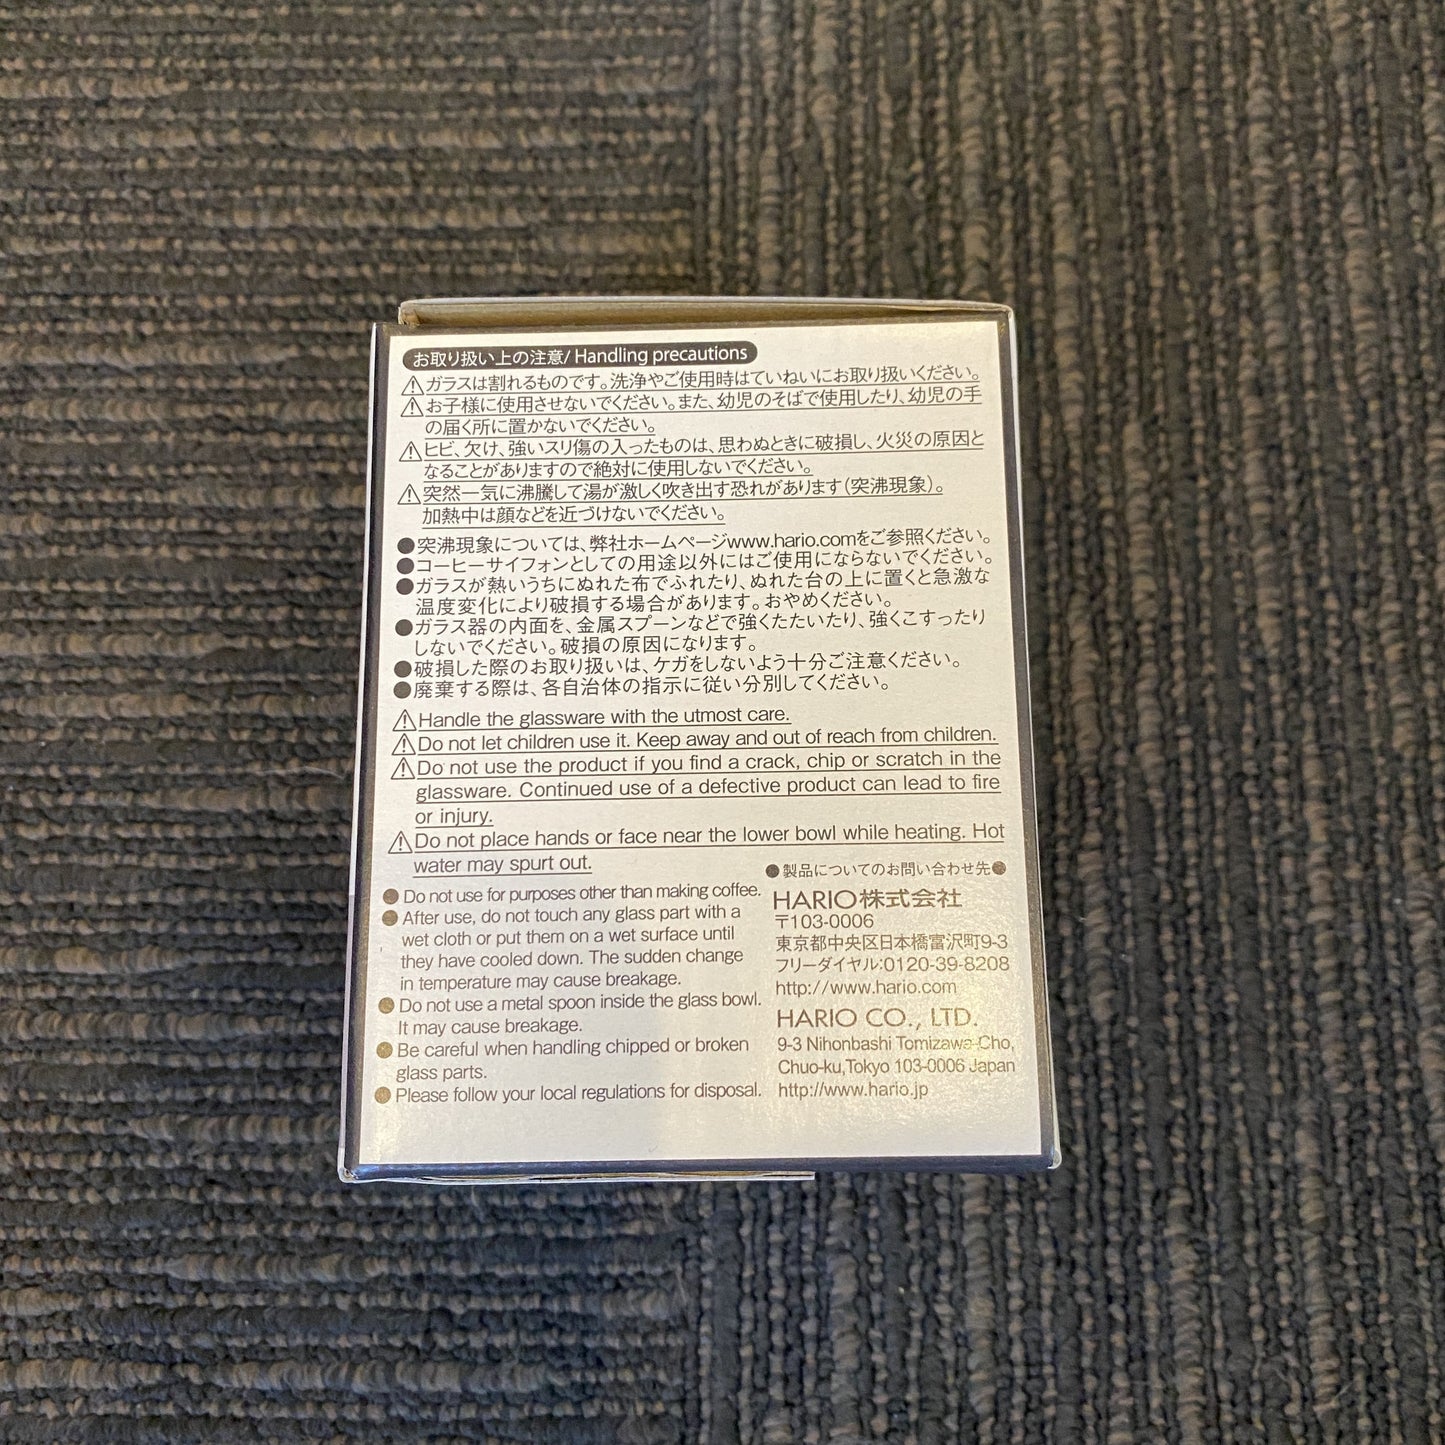 お取り扱い上の注意/ Handling precautions
ガラスは割れるものです。洗浄やご使用時はていねいにお取り扱いください。
お子様に使用させないでください。また、幼児のそばで使用したり、幼児の手
の届く所に置かないでください。
ヒビ、欠け、強いスリ傷の入ったものは、思わぬときに破損し、火災の原因と
なることがありますので絶対に使用しないでください。
突然一気に沸騰して湯が激しく吹き出す恐れがあります(突沸現象)。
加熱中は顔などを近づけないでください。
●突沸現象については、弊社ホームページwww.hario.comをご参照ください。
●コーヒーサイフォンとしての用途以外にはご使用にならないでください。
●ガラスが熱いうちにぬれた布でふれたり、ぬれた台の上に置くと急激な
温度変化により破損する場合があります。おやめください。
●ガラス器の内面を、金属スプーンなどで強くたたいたり、強くこすったり
しないでください。破損の原因になります。
●破損した際のお取り扱いは、ケガをしないよう十分ご注意ください。
●廃棄する際は、各自治体の指示に従い分別してください。
Handle the glassware with the utmost care.
Do not let children use it. Keep away and out of reach from children.
Do not use the product if you find a crack, chip or scratch in the
glassware. Continued use of a defective product can lead to fire
or injury.
Do not place hands or face near the lower bowl while heating. Hot
water may spurt out.
● Do not use for purposes other than making coffee.
● After use, do not touch any glass part with a
wet cloth or put them on a wet surface until
they have cooled down. The sudden change
in temperature may cause breakage.
● Do not use a metal spoon inside the glass bowl.
It may cause breakage.
● Be careful when handling chipped or broken
glass parts.
● Please follow your local regulations for disposal.
●製品についてのお問い合わせ先●
HARIO株式会社
〒103-0006
東京都中央区日本橋富沢町9-3
フリーダイヤル:0120-39-8208
http://www.hario.com
HARIO CO., LTD.
9-3 Nihonbashi Tomizawa-Cho,
Chuo-ku,Tokyo 103-0006 Japan
http://www.hario.jp